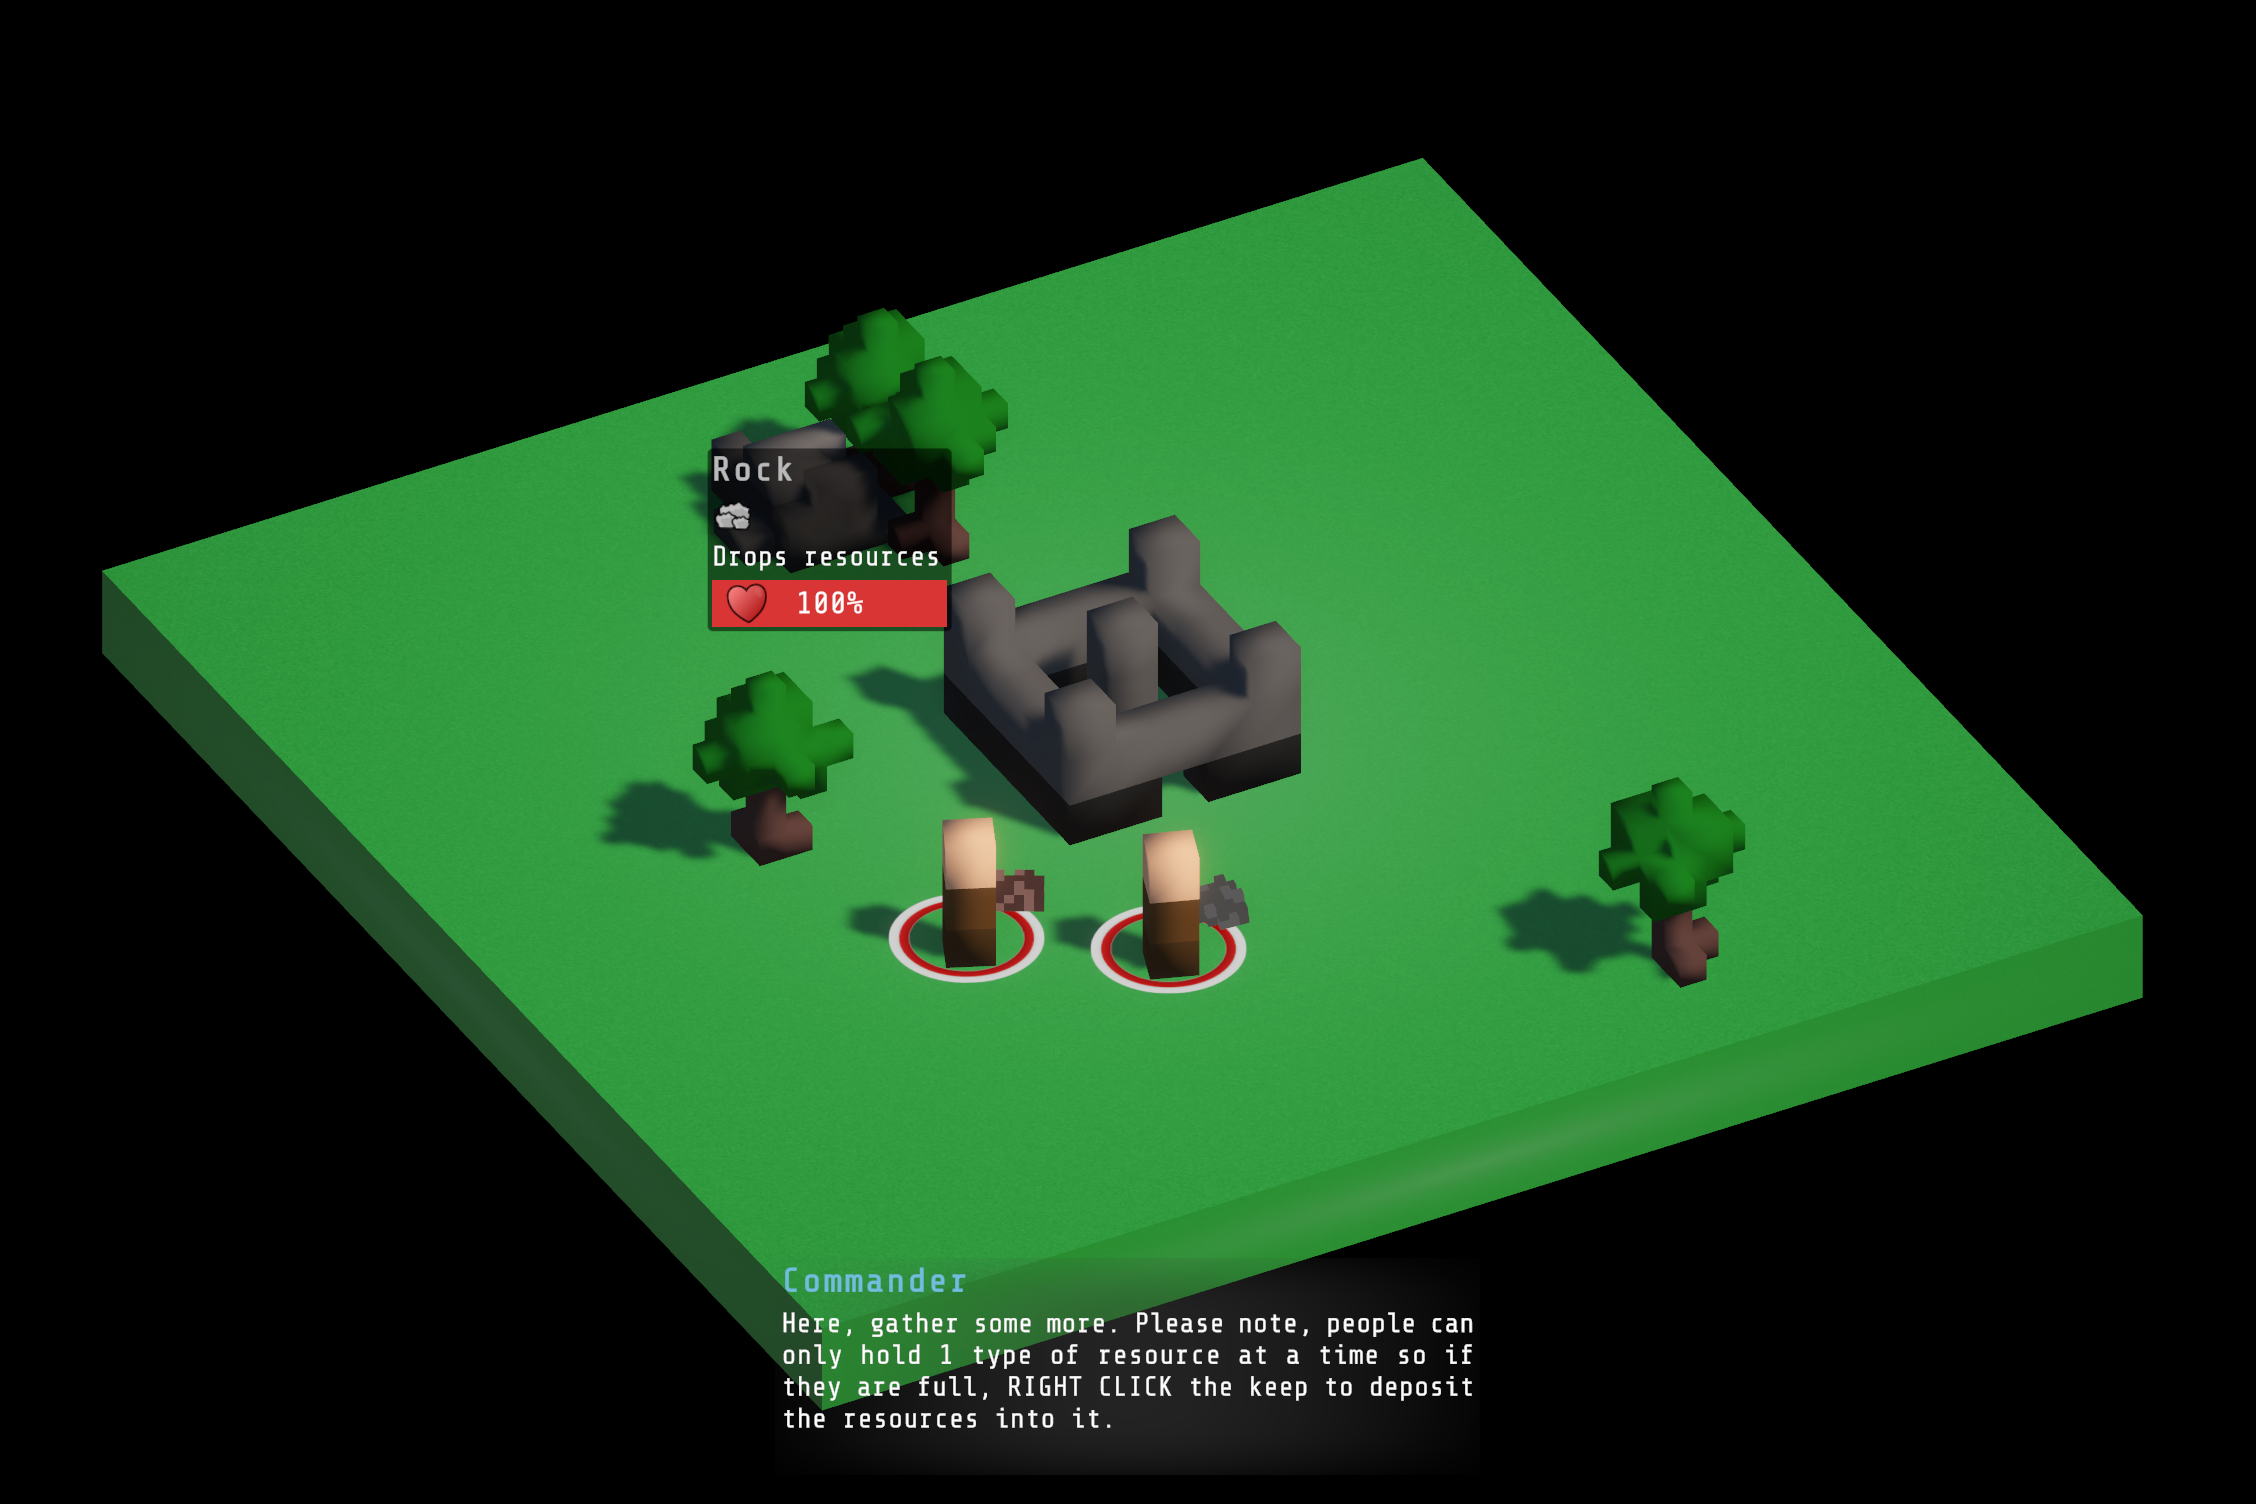 Rock
Drops resources
100%
Commander
Here, gather some more. Please note, people can
only hold 1 type of resource at a time so if
they are full, RIGHT CLICK the keep to deposit
the resources into it.